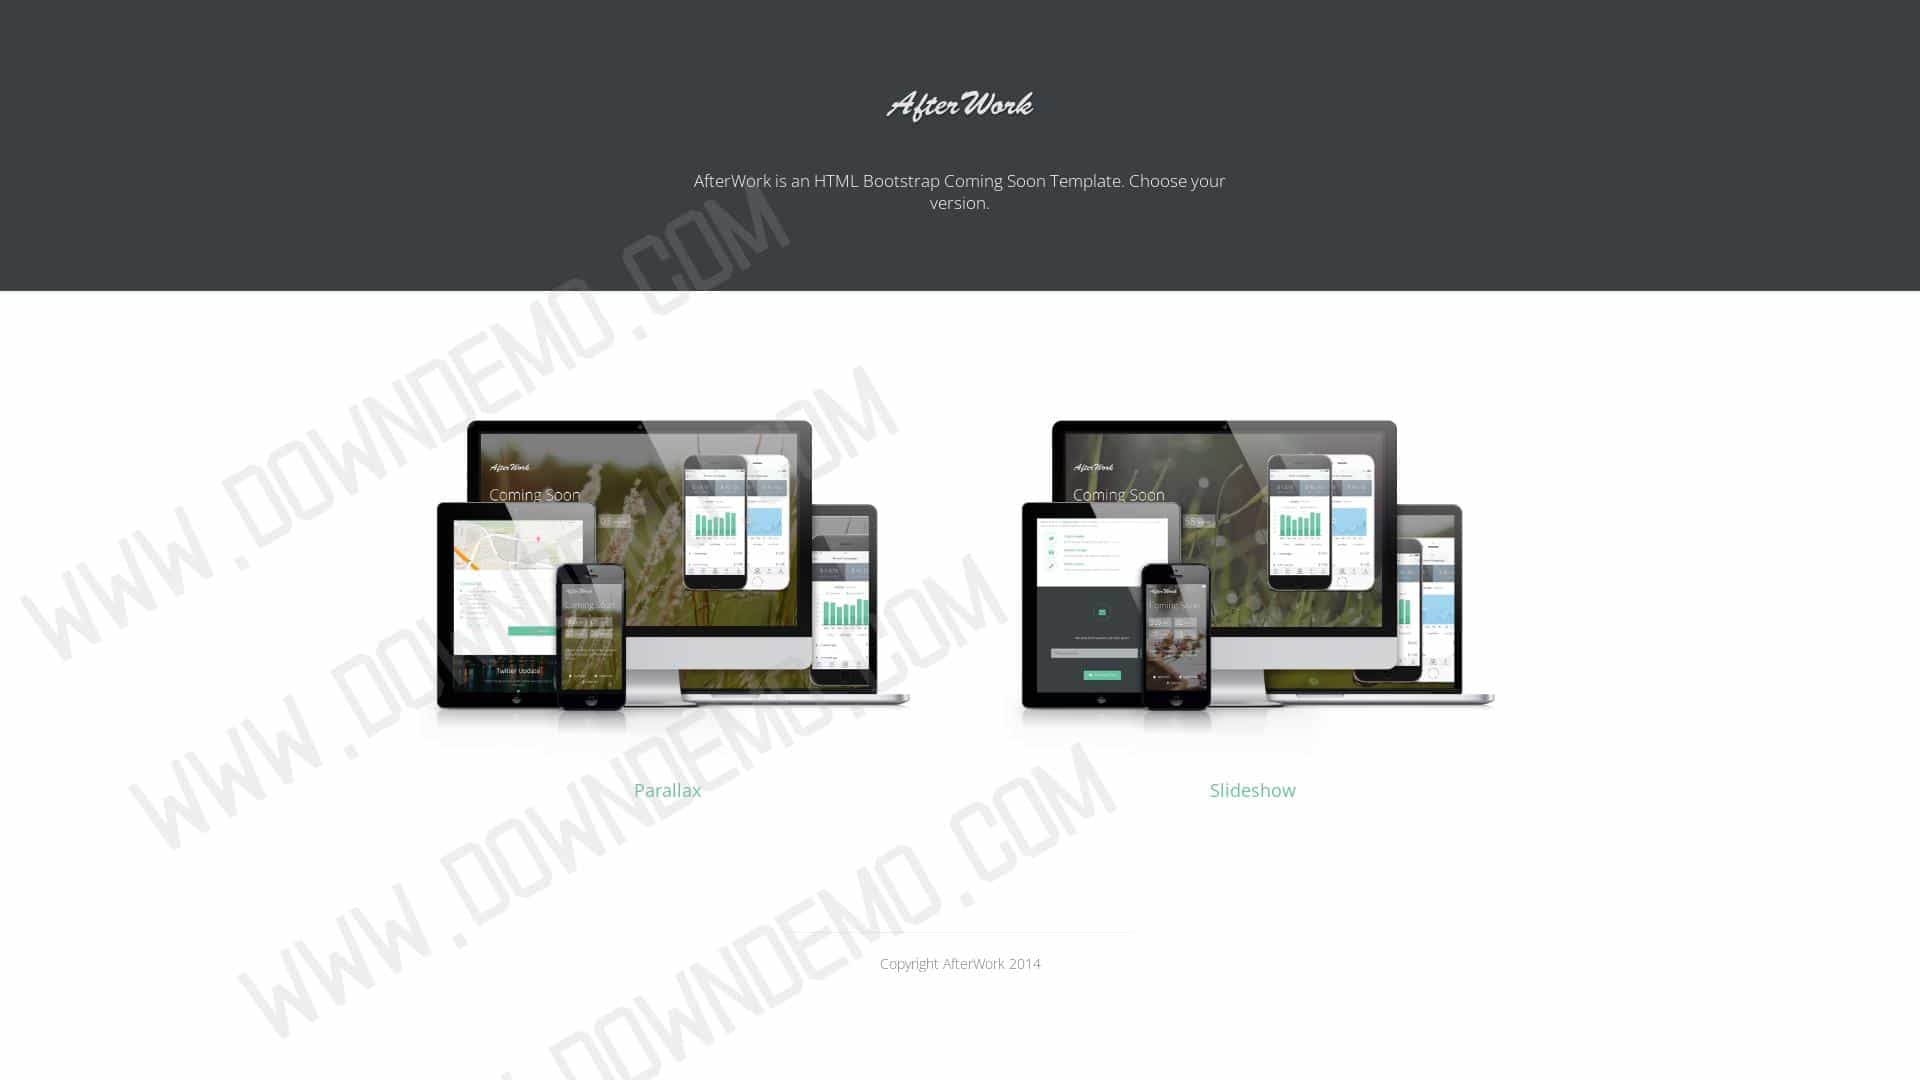 AfterWork
AfterWork is an HTML Bootstrap Coming Soon Template. Choose your
version.
WWW.DOWNDEMO.COM
WWW.DOWNDEMO.COM
WWW.DOWNDEMO.COM
DOWNDEMO.COM
AfterWork
Coming Soon
Twitter Update
AfterWork
Coming Soon
AfterWork
Coming Soon
AfterWork
Coming Soon
Parallax
Slideshow
Copyright AfterWork 2014